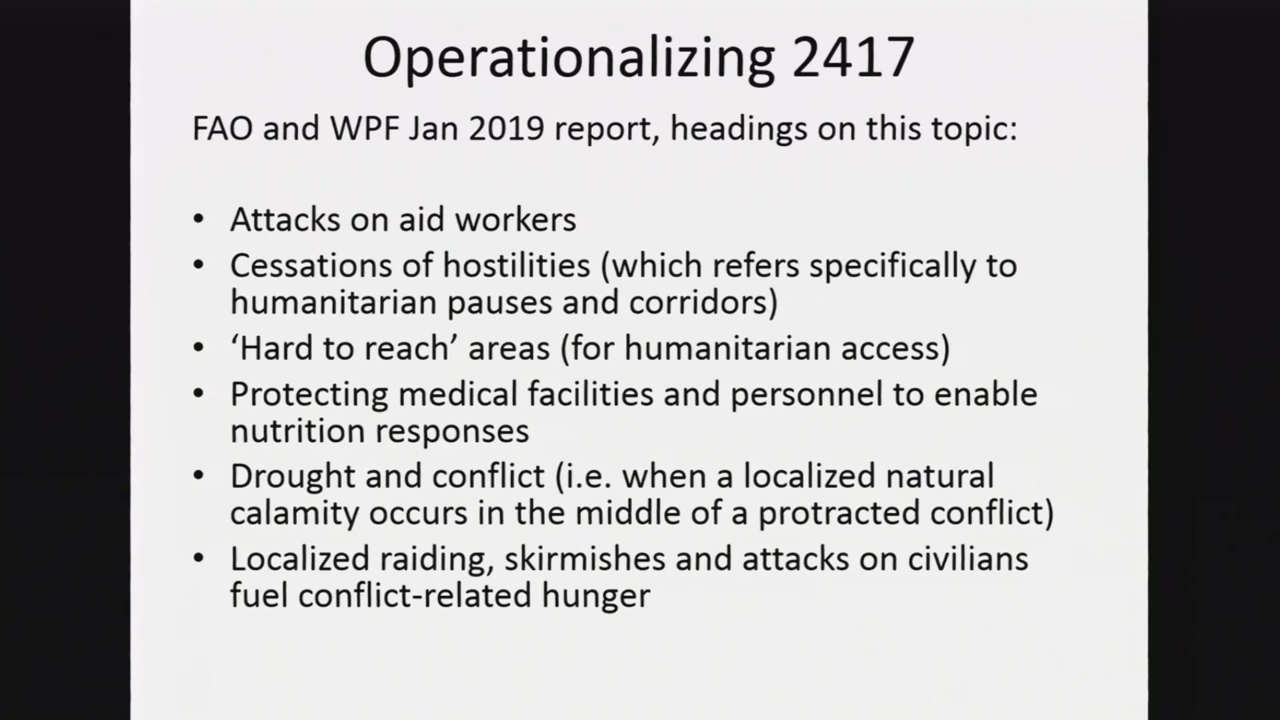 Operationalizing 2417
FAO and WPF Jan 2019 report, headings on this topic:
• Attacks on aid workers
• Cessations of hostilities (which refers specifically to
humanitarian pauses and corridors)
• ‘Hard to reach’ areas (for humanitarian access)
• Protecting medical facilities and personnel to enable
nutrition responses
• Drought and conflict (i.e. when a localized natural
calamity occurs in the middle of a protracted conflict)
• Localized raiding, skirmishes and attacks on civilians
fuel conflict-related hunger